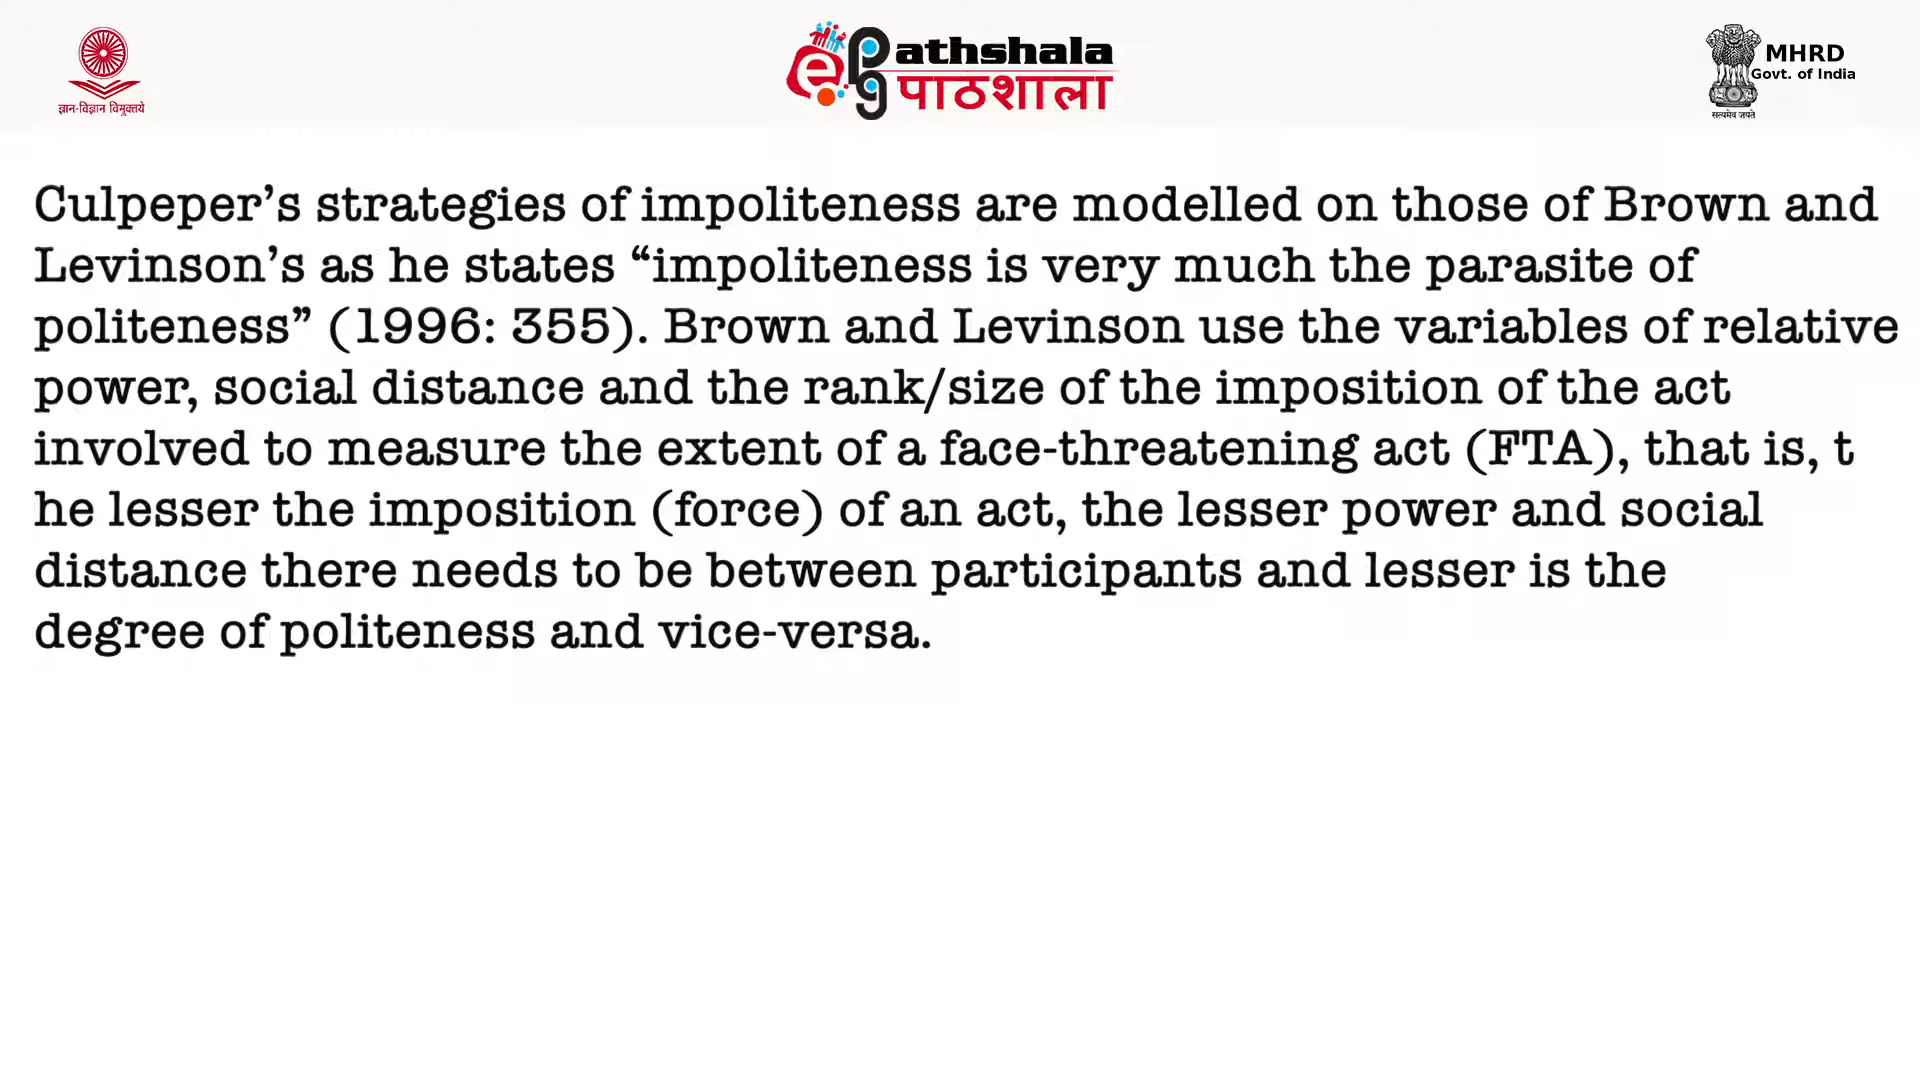 ज्ञान-विज्ञान विमुक्तये
e pg athshala
पाठशाला
MHRD
Govt. of India
सत्यमेव जयते
Culpeper’s strategies of impoliteness are modelled on those of Brown and
Levinson’s as he states “impoliteness is very much the parasite of
politeness” (1996: 355). Brown and Levinson use the variables of relative
power, social distance and the rank/size of the imposition of the act
involved to measure the extent of a face-threatening act (FTA), that is, t
he lesser the imposition (force) of an act, the lesser power and social
distance there needs to be between participants and lesser is the
degree of politeness and vice-versa.